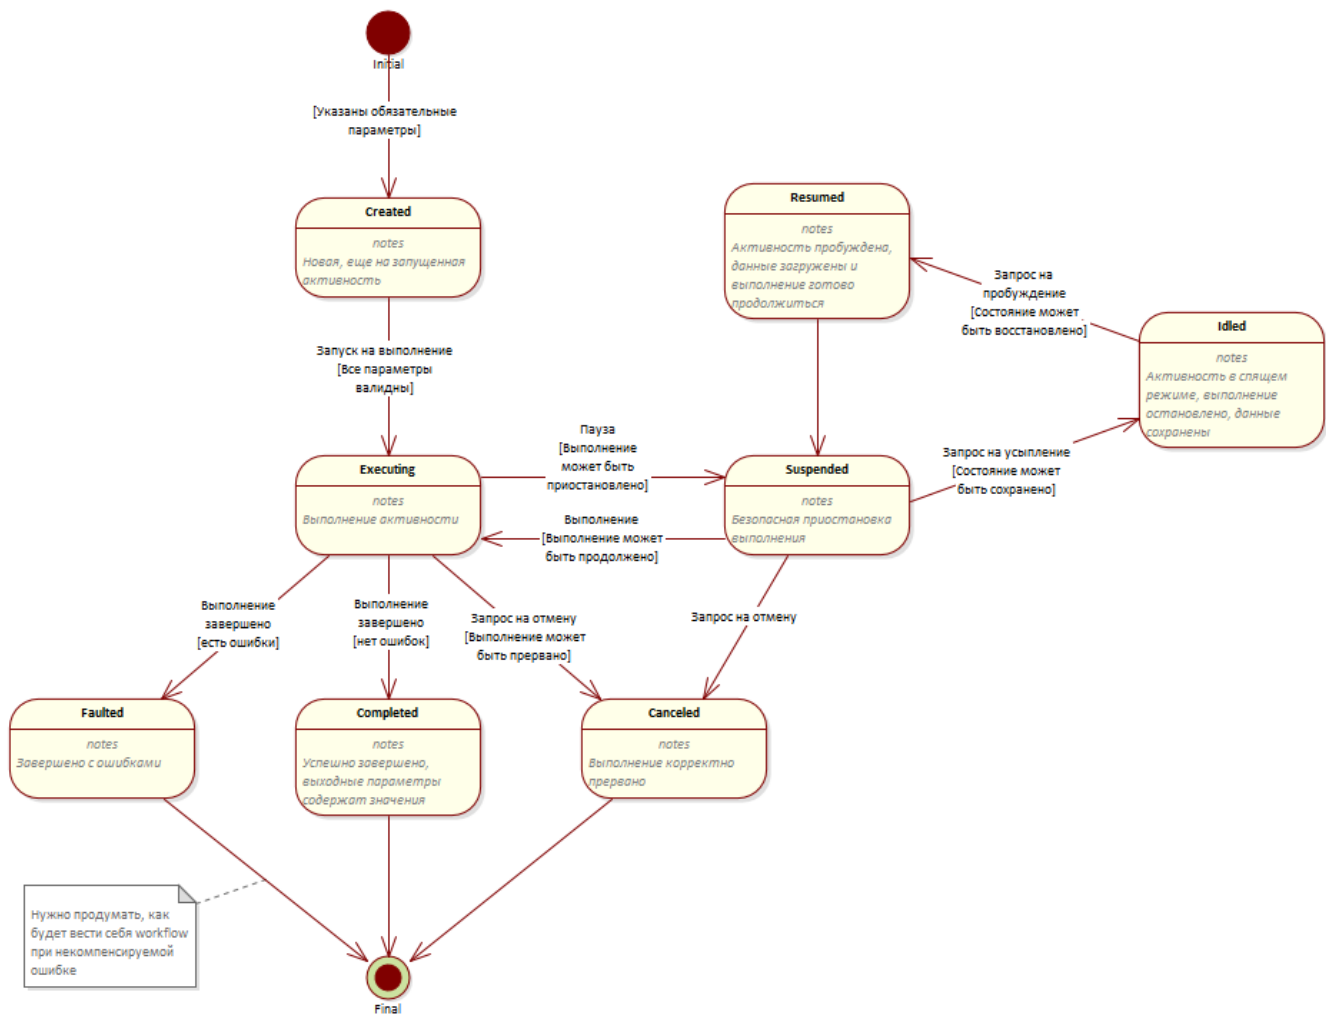 Initial
[Указаны обязательные
параметры]
Created
notes
Новая, еще на запущенная
активность
Resumed
notes
Активность пробуждена,
данные загружены и
выполнение готово
продолжиться
Запрос на
пробуждение
[Состояние может
быть восстановлено]
Idled
notes
Активность в спящем
режиме, выполнение
остановлено, данные
сохранены
Запуск на выполнение
[Все параметры
валидны]
Executing
notes
Выполнение активности
Пауза
[Выполнение
может быть
приостановлено]
Suspended
notes
Безопасная приостановка
выполнения
Запрос на усыпление
[Состояние может
быть сохранено]
Выполнение
[Выполнение может
быть продолжено]
Выполнение
завершено
[есть ошибки]
Выполнение
завершено
[нет ошибок]
Запрос на отмену
[Выполнение может
быть прервано]
Запрос на отмену
Faulted
notes
Завершено с ошибками
Completed
notes
Успешно завершено,
выходные параметры
содержат значения
Canceled
notes
Выполнение корректно
прервано
Нужно продумать, как
будет вести себя workflow
при некомпенсируемой
ошибке
Final